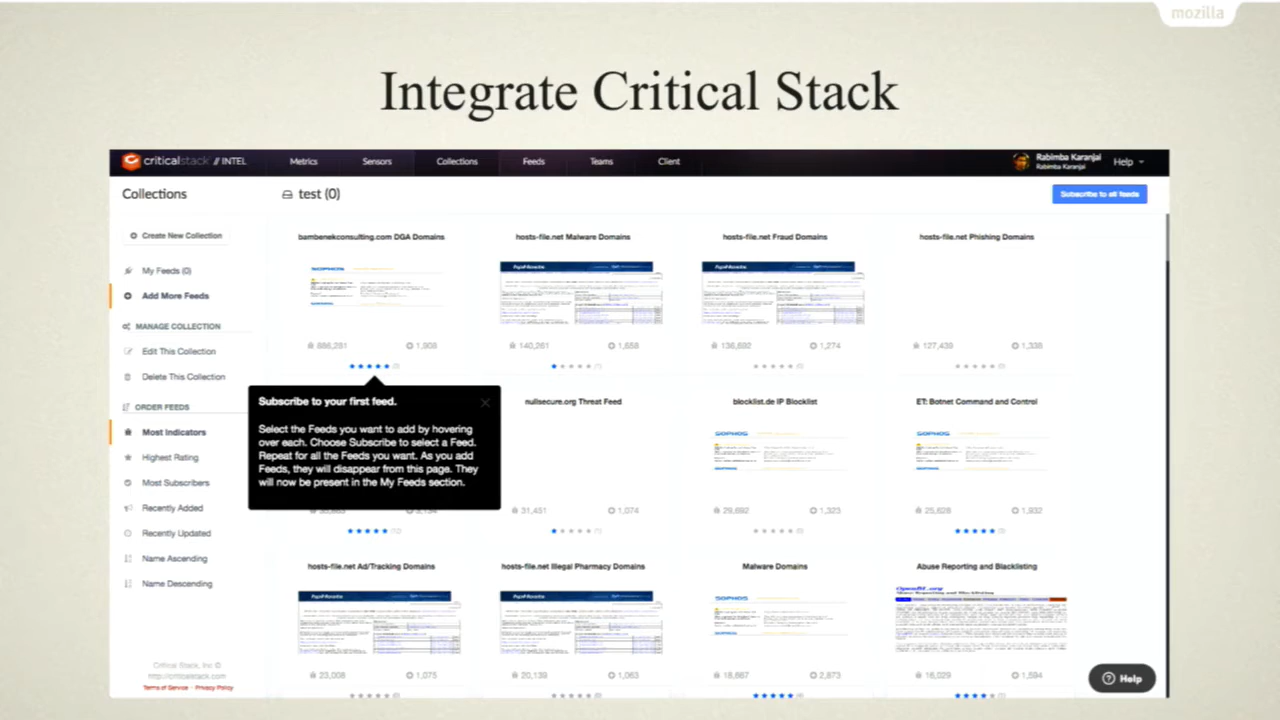 mozilla
Integrate Critical Stack
criticalstack // INTEL
Metrics
Sensors
Collections
Feeds
Teams
Client
Rabimba Karanjai
Rabimba Karanjai
Help
Collections
test (0)
Subscribe to all feeds
Create New Collection
My Feeds (0)
Add More Feeds
MANAGE COLLECTION
Edit This Collection
Delete This Collection
ORDER FEEDS
Most Indicators
Highest Rating
Most Subscribers
Recently Added
Recently Updated
Name Ascending
Name Descending
Critical Stack, Inc ©
http://criticalstack.com
Terms of Service - Privacy Policy
bambenekconsulting.com DGA Domains
hosts-file.net Malware Domains
hosts-file.net Fraud Domains
hosts-file.net Phishing Domains
SOPHOS
hpHosts
hpHosts
886,231
1,908
140,261
1,658
136,692
1,274
127,439
1,338
Subscribe to your first feed.
Select the Feeds you want to add by hovering
over each. Choose Subscribe to select a Feed.
Repeat for all the Feeds you want. As you add
Feeds, they will disappear from this page. They
will now be present in the My Feeds section.
nullsecure.org Threat Feed
blocklist.de IP Blocklist
ET: Botnet Command and Control
SOPHOS
SOPHOS
31,451
1,074
29,692
1,323
25,628
1,932
hosts-file.net Ad/Tracking Domains
hosts-file.net Illegal Pharmacy Domains
Malware Domains
Abuse Reporting and Blacklisting
hpHosts
hpHosts
SOPHOS
23,008
1,075
20,139
1,063
18,687
2,873
16,029
1,594
Help